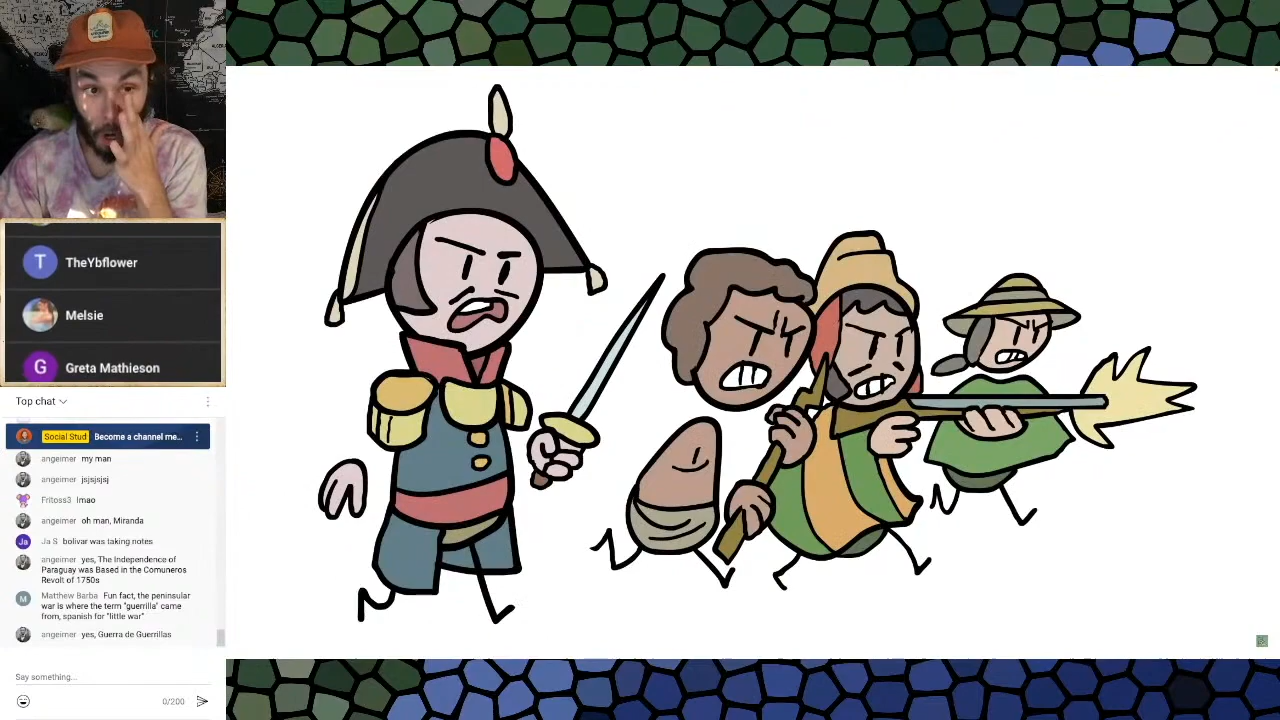 U.S.A.
T
TheYbflower
Melsie
G
Greta Mathieson
Top chat
Social Stud Become a channel me...
angeimer my man
angeimer jsjsjsjsj
Fritoss3 lmao
angeimer oh man, Miranda
Ja
Ja S bolivar was taking notes
angeimer yes, The Independence of
Paraguay was Based in the Comuneros
Revolt of 1750s
M
Matthew Barba Fun fact, the peninsular
war is where the term "guerrilla" came
from, spanish for "little war"
angeimer yes, Guerra de Guerrillas
Say something...
0/200